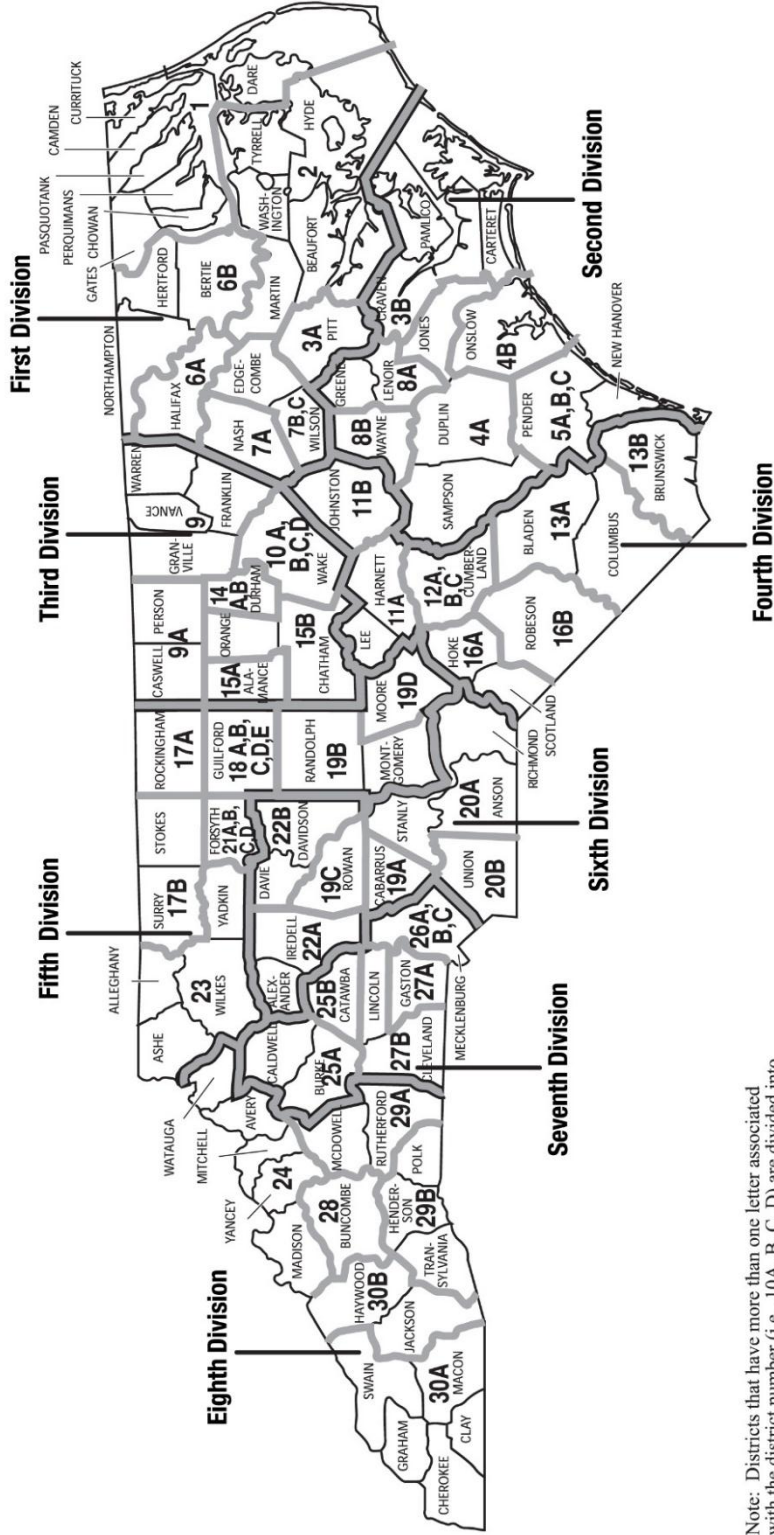 First Division
Second Division
Third Division
Fourth Division
Fifth Division
Sixth Division
Seventh Division
Eighth Division
CURRITUCK
CAMDEN
PASQUOTANK
PERQUIMANS
CHOWAN
GATES
1
DARE
TYRRELL
HYDE
WASH-
INGTON
2
BEAUFORT
MARTIN
HERTFORD
BERTIE
6B
NORTHAMPTON
HALIFAX
6A
EDGE-
COMBE
3A
PITT
NASH
7A
7B,C
WILSON
PAMLICO
CRAVEN
3B
CARTERET
JONES
GREENE
LENOIR
8A
8B
WAYNE
ONSLOW
4B
DUPLIN
4A
SAMPSON
PENDER
5A,B,C
NEW HANOVER
WARREN
VANCE
9
FRANKLIN
GRAN-
VILLE
10 A,
B,C,D
WAKE
PERSON
9A
CASWELL
14
A,B
DURHAM
ORANGE
15B
CHATHAM
15A
ALA-
MANCE
JOHNSTON
11B
HARNETT
11A
LEE
12A,
B,C
CUMBER-
LAND
BLADEN
13A
13B
BRUNSWICK
COLUMBUS
ROBESON
16B
HOKE
16A
SCOTLAND
ROCKINGHAM
17A
GUILFORD
18 A,B,
C,D,E
RANDOLPH
19B
MONT-
GOMERY
MOORE
19D
RICHMOND
STOKES
SURRY
17B
FORSYTH
21A,B,
C,D
YADKIN
ALLEGHANY
ASHE
23
WILKES
22B
DAVIDSON
DAVIE
19C
ROWAN
IREDELL
22A
ALEX-
ANDER
STANLY
CABARRUS
19A
20A
ANSON
UNION
20B
26A,
B,C
MECKLENBURG
25B
CATAWBA
LINCOLN
GASTON
27A
27B
CLEVELAND
CALDWELL
BURKE
25A
WATAUGA
MITCHELL
AVERY
YANCEY
24
MADISON
MCDOWELL
RUTHERFORD
29A
POLK
28
BUNCOMBE
HENDER-
SON
29B
TRAN-
SYLVANIA
HAYWOOD
30B
JACKSON
SWAIN
30A
MACON
GRAHAM
CLAY
CHEROKEE
Note: Districts that have more than one letter associated
with the district number (i.e., 10A, B, C, D) are divided into